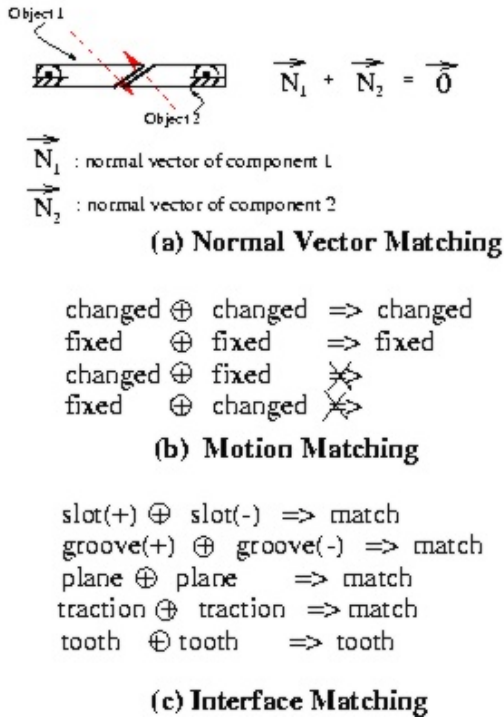 Object 1
N1 + N2 = 0
Object 2
N1 : normal vector of component 1
N2 : normal vector of component 2
(a) Normal Vector Matching
changed ⊕ changed => changed
fixed ⊕ fixed => fixed
changed ⊕ fixed =>
fixed ⊕ changed =>
(b) Motion Matching
slot(+) ⊕ slot(-) => match
groove(+) ⊕ groove(-) => match
plane ⊕ plane => match
traction ⊕ traction => match
tooth ⊕ tooth => tooth
(c) Interface Matching